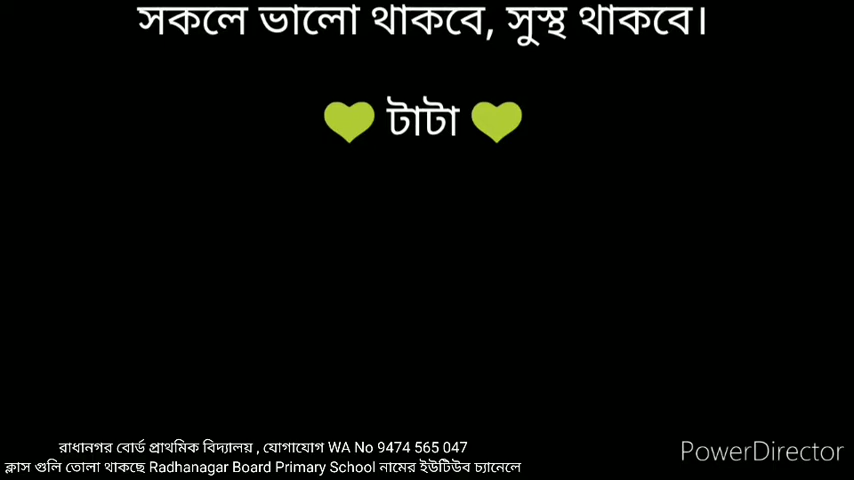 সকলে ভালো থাকবে, সুস্থ থাকবে।
💚 টাটা 💚
রাধানগর বোর্ড প্রাথমিক বিদ্যালয় , যোগাযোগ WA No 9474 565 047
ক্লাস গুলি তোলা থাকছে Radhanagar Board Primary School নামের ইউটিউব চ্যানেলে
PowerDirector